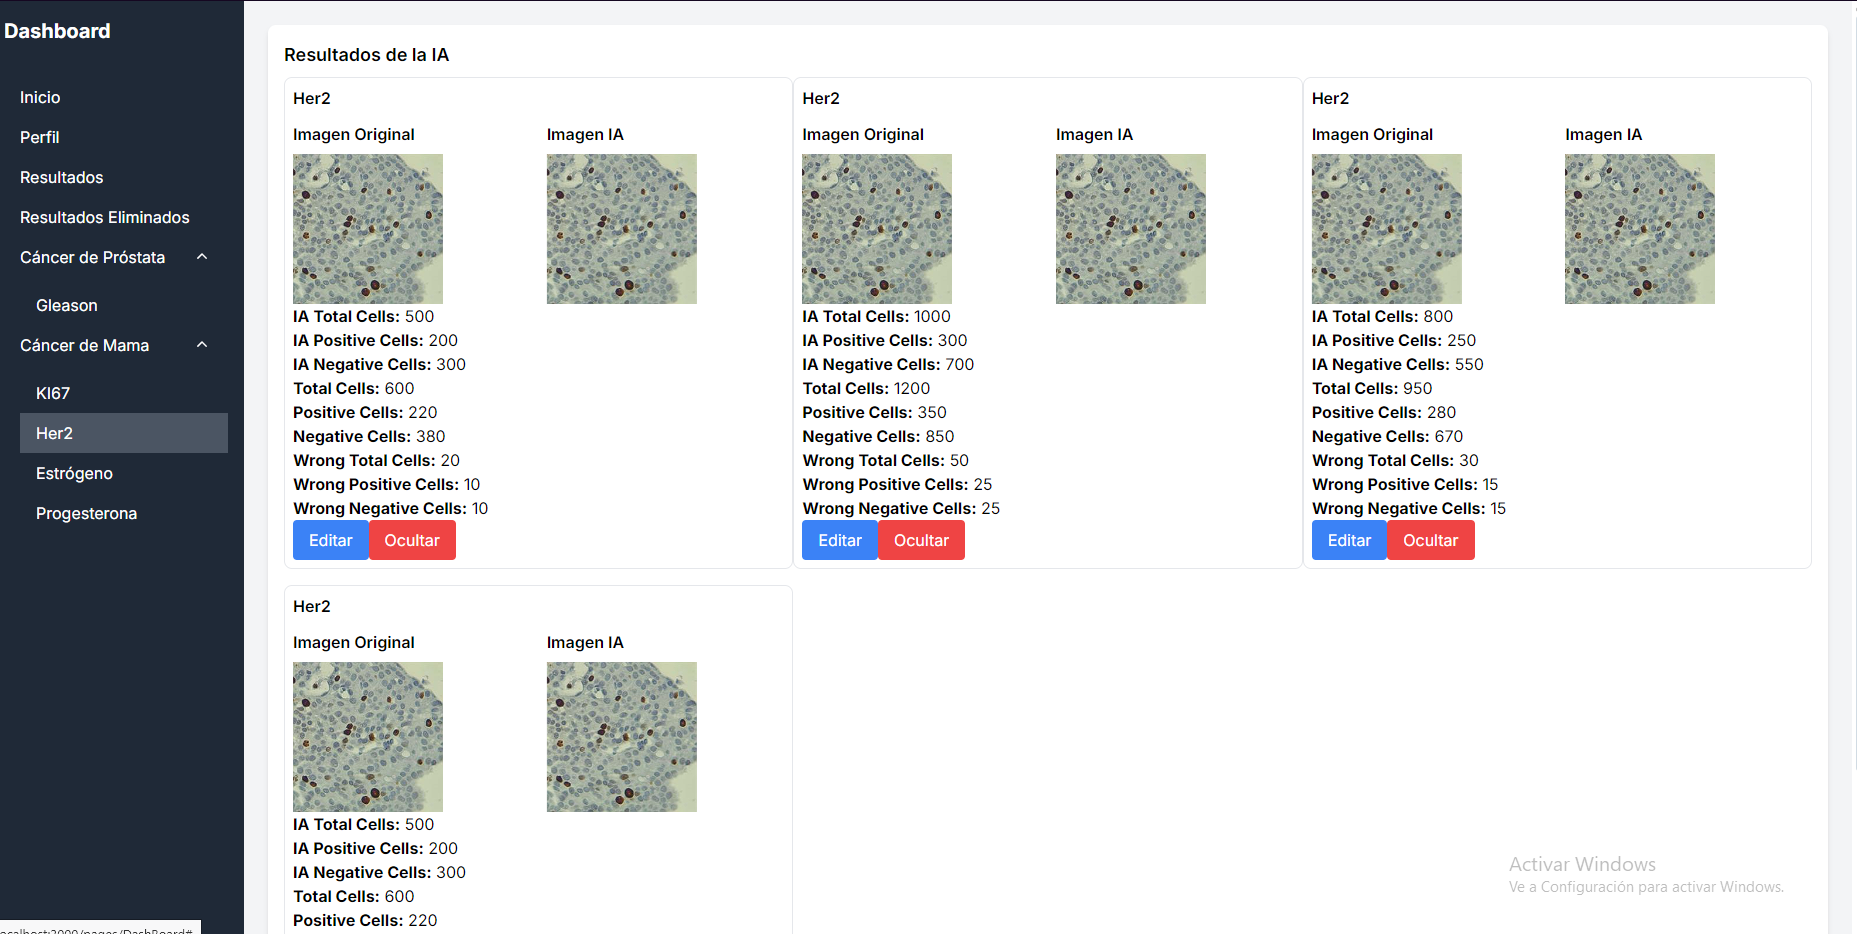 Dashboard
Inicio
Perfil
Resultados
Resultados Eliminados
Cáncer de Próstata
Gleason
Cáncer de Mama
KI67
Her2
Estrógeno
Progesterona
Resultados de la IA
Her2
Imagen Original
Imagen IA
IA Total Cells: 500
IA Positive Cells: 200
IA Negative Cells: 300
Total Cells: 600
Positive Cells: 220
Negative Cells: 380
Wrong Total Cells: 20
Wrong Positive Cells: 10
Wrong Negative Cells: 10
Editar
Ocultar
Her2
Imagen Original
Imagen IA
IA Total Cells: 1000
IA Positive Cells: 300
IA Negative Cells: 700
Total Cells: 1200
Positive Cells: 350
Negative Cells: 850
Wrong Total Cells: 50
Wrong Positive Cells: 25
Wrong Negative Cells: 25
Editar
Ocultar
Her2
Imagen Original
Imagen IA
IA Total Cells: 800
IA Positive Cells: 250
IA Negative Cells: 550
Total Cells: 950
Positive Cells: 280
Negative Cells: 670
Wrong Total Cells: 30
Wrong Positive Cells: 15
Wrong Negative Cells: 15
Editar
Ocultar
Her2
Imagen Original
Imagen IA
IA Total Cells: 500
IA Positive Cells: 200
IA Negative Cells: 300
Total Cells: 600
Positive Cells: 220
Activar Windows
Ve a Configuración para activar Windows.